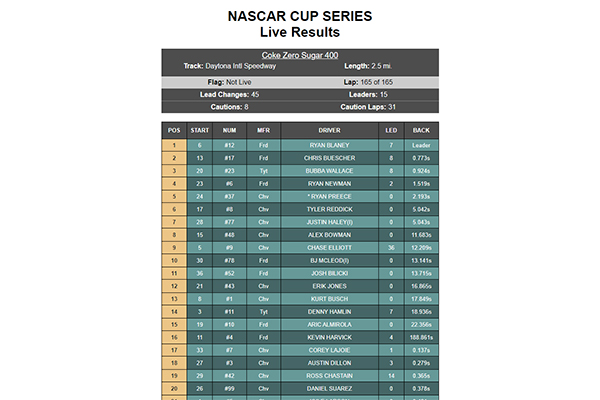 NASCAR CUP SERIES
Live Results
Coke Zero Sugar 400
Track: Daytona Intl Speedway Length: 2.5 mi.
Flag: Not Live Lap: 165 of 165
Lead Changes: 45 Leaders: 15
Cautions: 8 Caution Laps: 31
POS START NUM MFR DRIVER LED BACK
1 6 #12 Frd RYAN BLANEY 7 Leader
2 13 #17 Frd CHRIS BUESCHER 8 0.773s
3 20 #23 Tyt BUBBA WALLACE 8 0.924s
4 23 #6 Frd RYAN NEWMAN 2 1.519s
5 24 #37 Chv * RYAN PREECE 0 2.193s
6 17 #8 Chv TYLER REDDICK 0 5.042s
7 28 #77 Chv JUSTIN HALEY(I) 0 5.043s
8 15 #48 Chv ALEX BOWMAN 0 11.683s
9 5 #9 Chv CHASE ELLIOTT 36 12.209s
10 30 #78 Frd BJ MCLEOD(I) 0 13.141s
11 36 #52 Frd JOSH BILICKI 0 13.715s
12 21 #43 Chv ERIK JONES 0 16.865s
13 8 #1 Chv KURT BUSCH 0 17.649s
14 3 #11 Tyt DENNY HAMLIN 7 18.936s
15 19 #10 Frd ARIC ALMIROLA 0 22.356s
16 11 #4 Frd KEVIN HARVICK 4 188.861s
17 33 #7 Chv COREY LAJOIE 1 0.137s
18 27 #3 Chv AUSTIN DILLON 3 0.279s
19 29 #42 Chv ROSS CHASTAIN 14 0.365s
20 26 #99 Chv DANIEL SUAREZ 0 0.378s